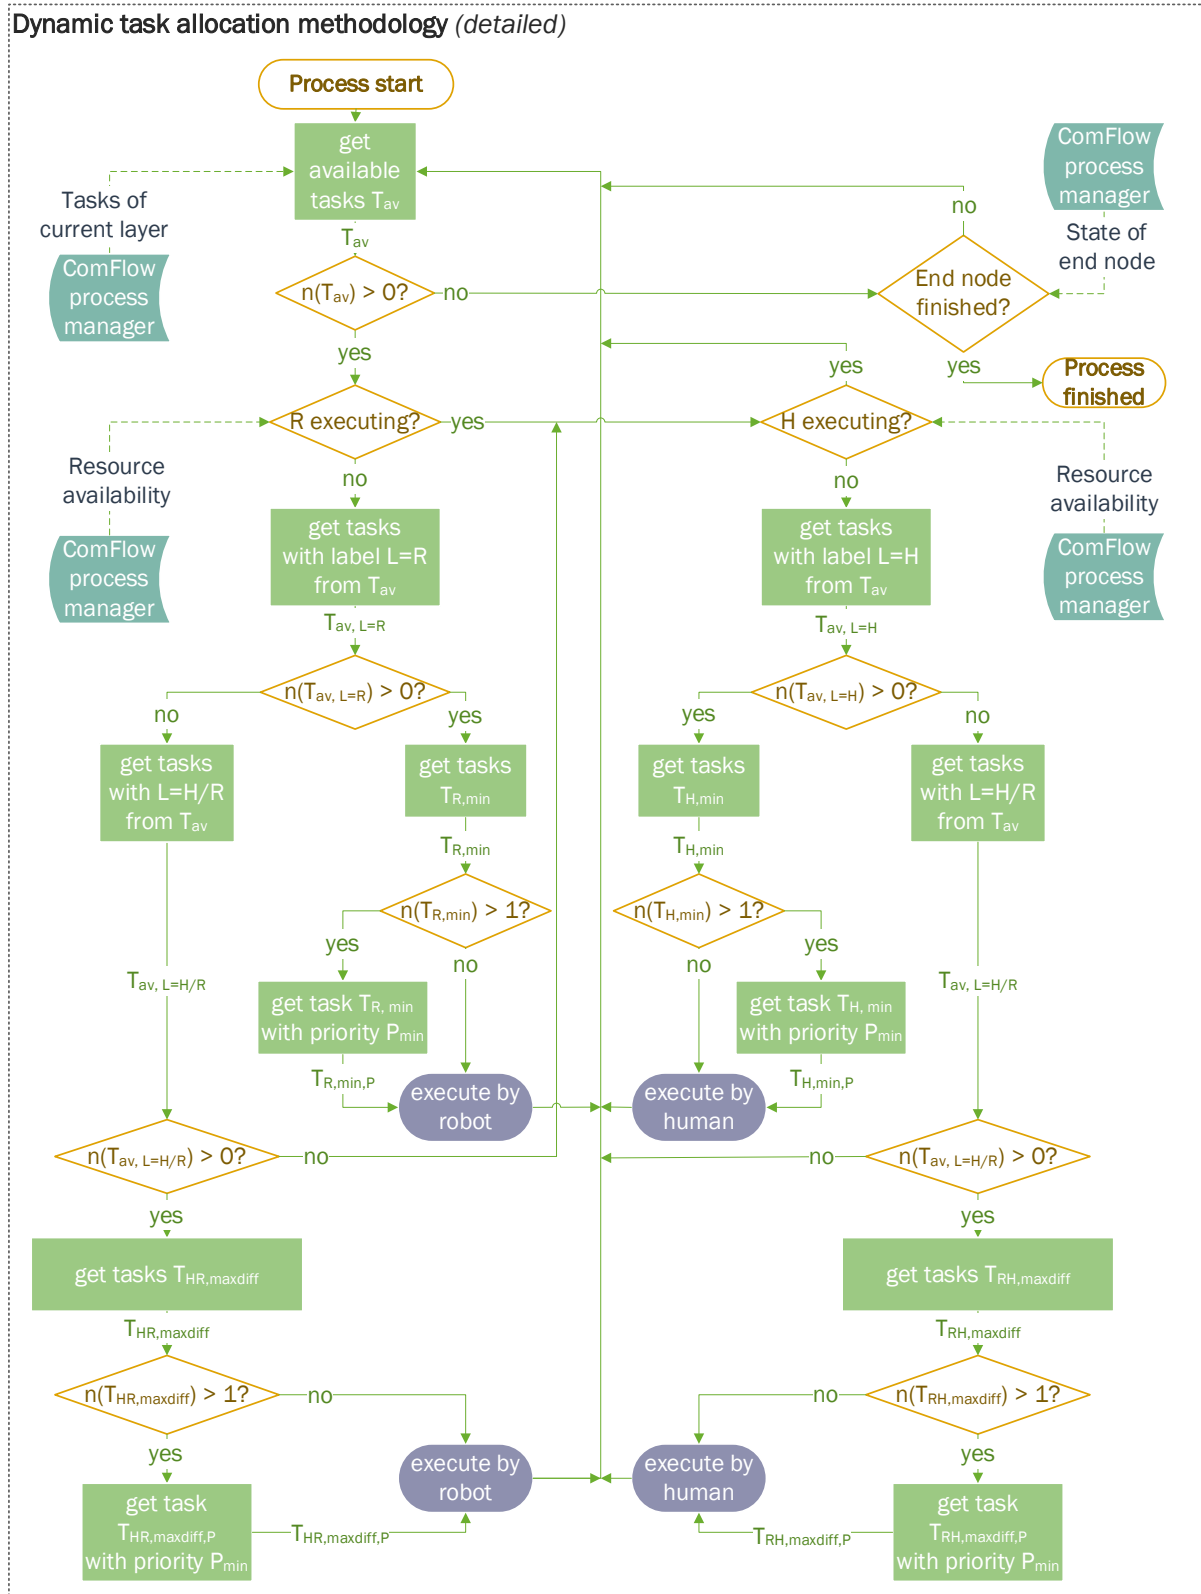 Dynamic task allocation methodology (detailed)
Process start
get
available
tasks Tav
Tasks of
current layer
ComFlow
process
manager
Tav
n(Tav) > 0?
no
yes
ComFlow
process
manager
State of
end node
no
End node
finished?
yes
Process
finished
R executing?
yes
no
yes
H executing?
no
Resource
availability
ComFlow
process
manager
Resource
availability
ComFlow
process
manager
get tasks
with label L=R
from Tav
Tav, L=R
n(Tav, L=R) > 0?
no
yes
get tasks
with label L=H
from Tav
Tav, L=H
n(Tav, L=H) > 0?
yes
no
get tasks
with L=H/R
from Tav
get tasks
TR,min
TR,min
n(TR,min) > 1?
yes
no
get task TR, min
with priority Pmin
TR,min,P
execute by
robot
get tasks
TH,min
TH,min
n(TH,min) > 1?
no
yes
get task TH, min
with priority Pmin
TH,min,P
execute by
human
get tasks
with L=H/R
from Tav
Tav, L=H/R
Tav, L=H/R
n(Tav, L=H/R) > 0?
no
yes
no
n(Tav, L=H/R) > 0?
yes
get tasks THR,maxdiff
THR,maxdiff
n(THR,maxdiff) > 1?
no
yes
get task
THR,maxdiff,P
with priority Pmin
THR,maxdiff,P
execute by
robot
get tasks TRH,maxdiff
TRH,maxdiff
n(TRH,maxdiff) > 1?
no
yes
execute by
human
TRH,maxdiff,P
get task
TRH,maxdiff,P
with priority Pmin